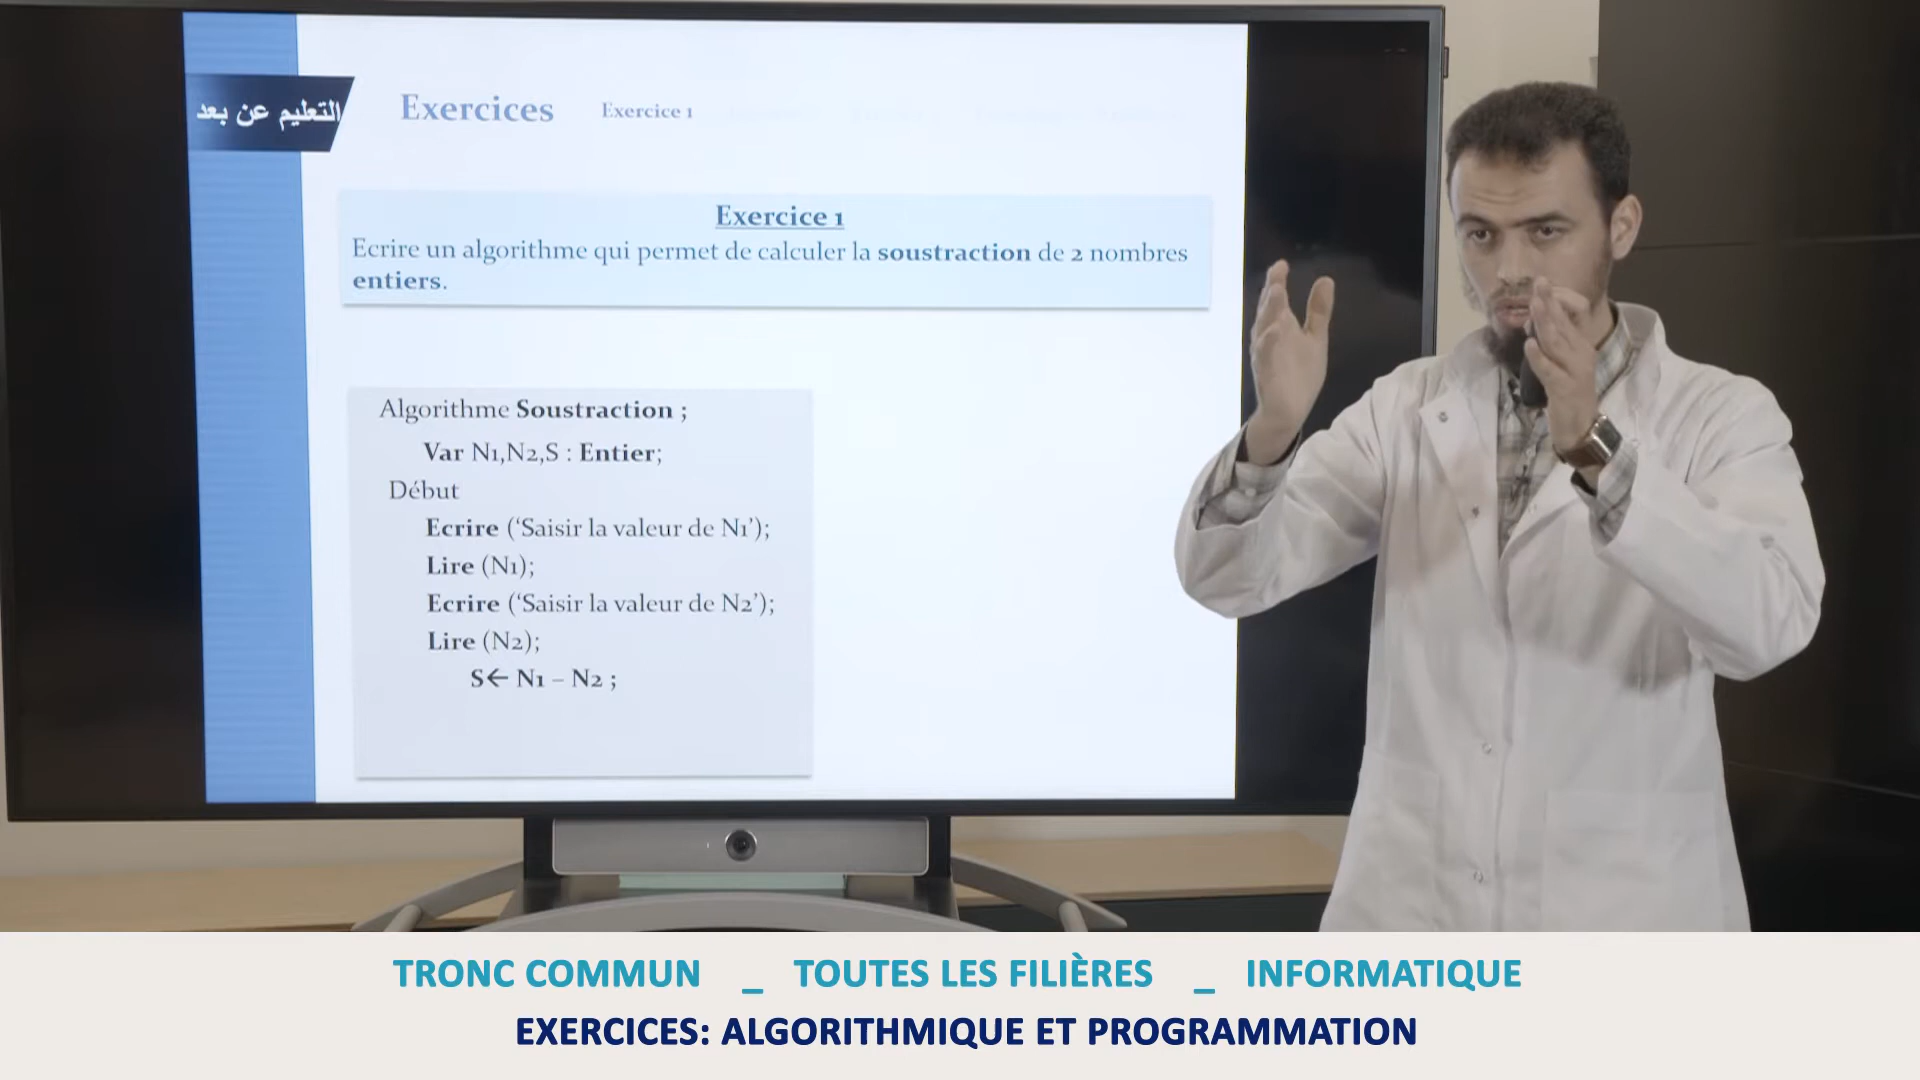 التعليم عن بعد
Exercices
Exercice 1
Exercice 1
Ecrire un algorithme qui permet de calculer la soustraction de 2 nombres
entiers.
Algorithme Soustraction ;
Var N1,N2,S : Entier;
Début
Ecrire (‘Saisir la valeur de N1’);
Lire (N1);
Ecrire (‘Saisir la valeur de N2’);
Lire (N2);
S← N1 – N2 ;
TRONC COMMUN _ TOUTES LES FILIÈRES _ INFORMATIQUE
EXERCICES: ALGORITHMIQUE ET PROGRAMMATION